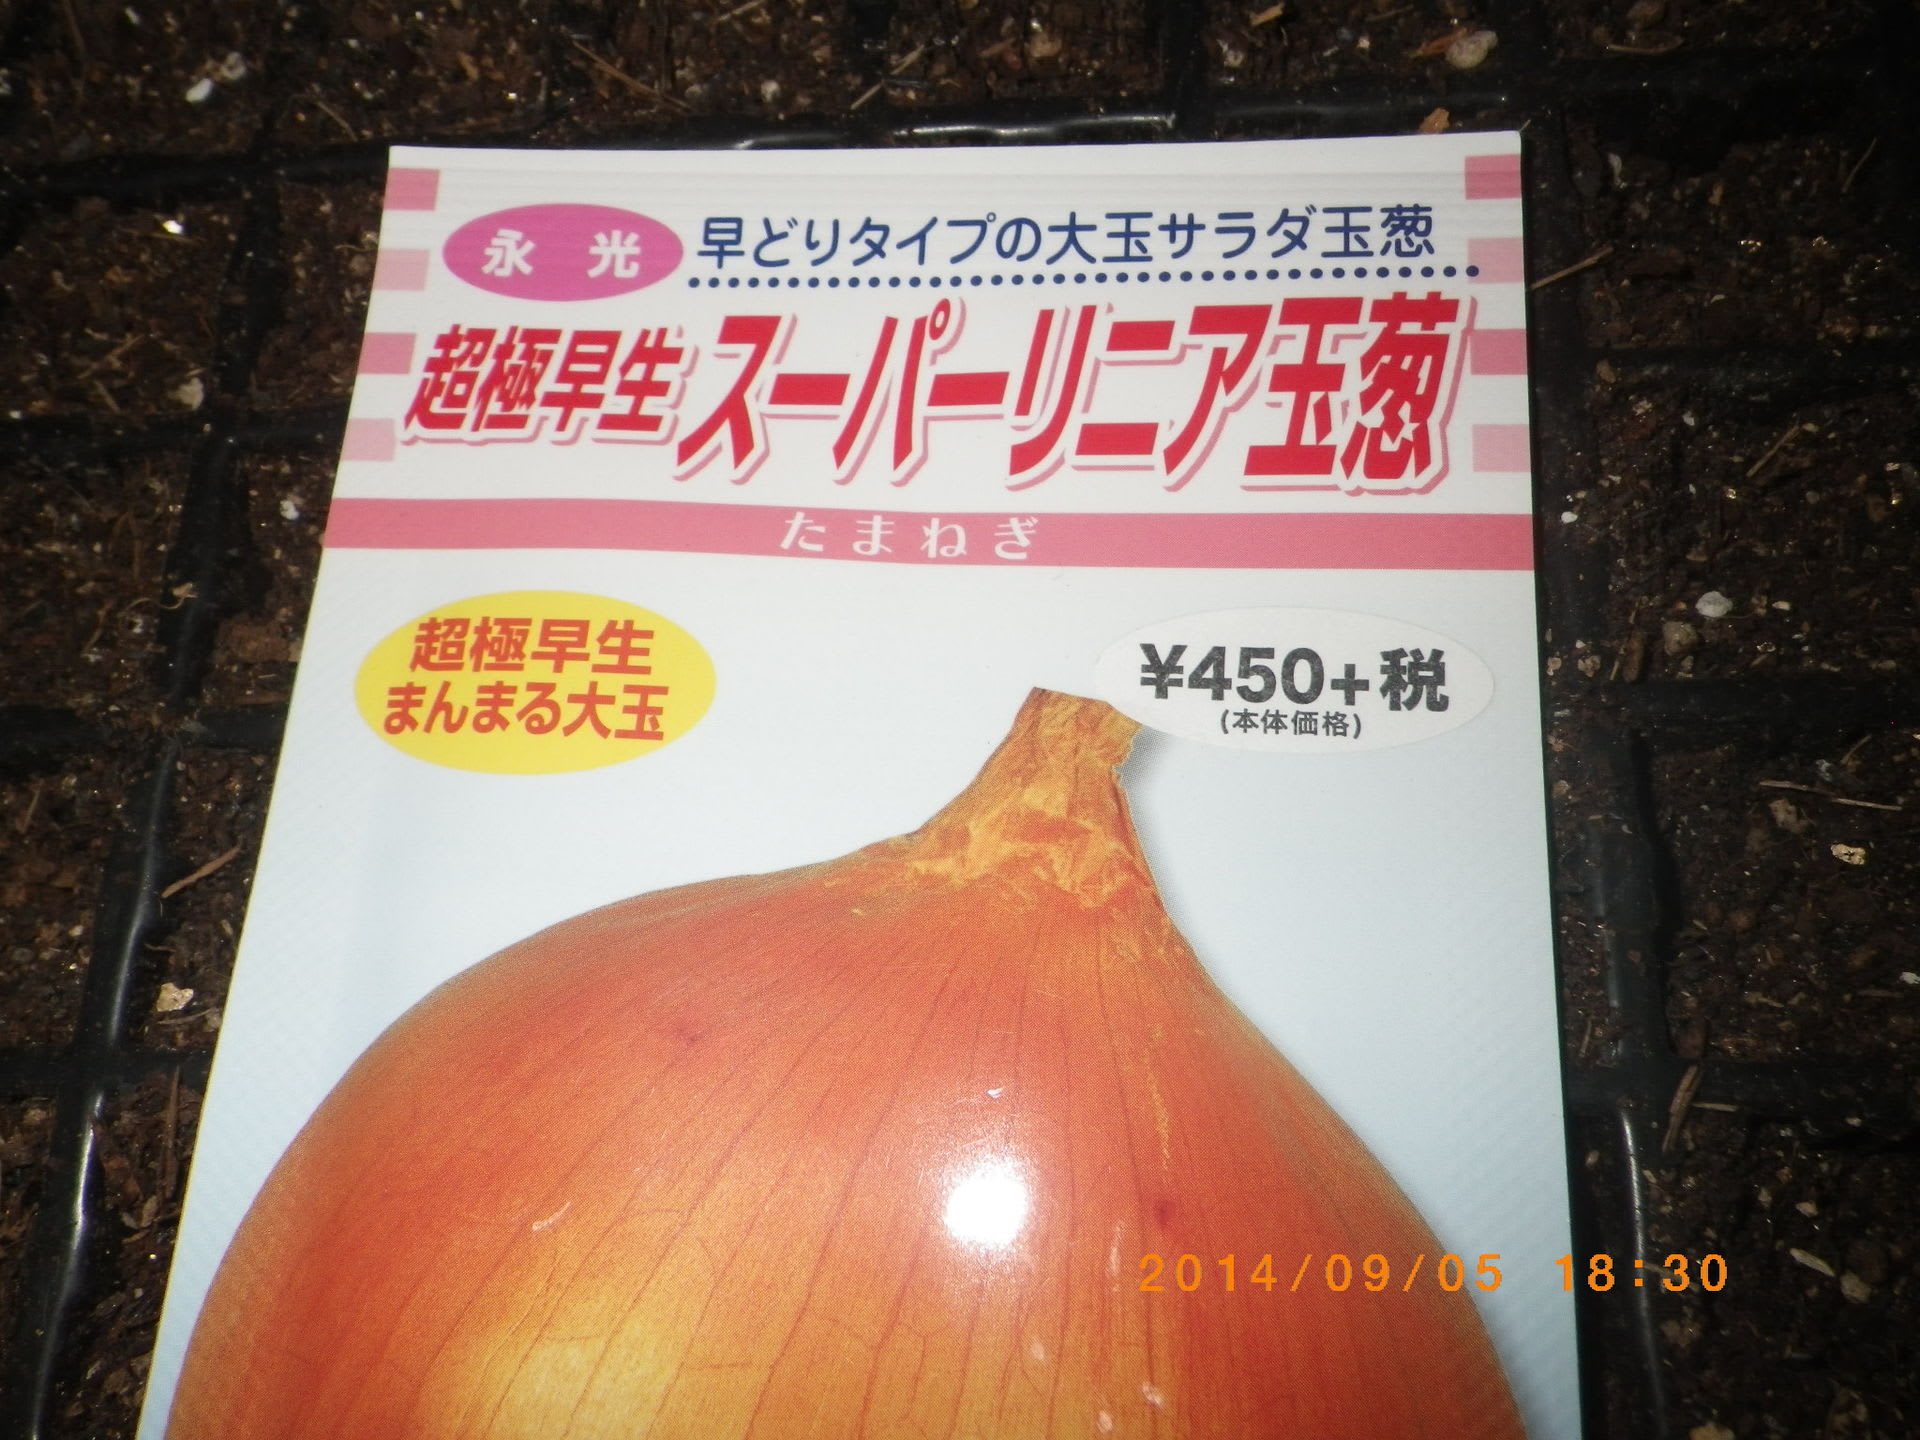 永光
早どりタイプの大玉サラダ玉葱
超極早生スーパーリニア玉葱
たまねぎ
超極早生
まんまる大玉
¥450+税
(本体価格)
2014/09/05 18:30